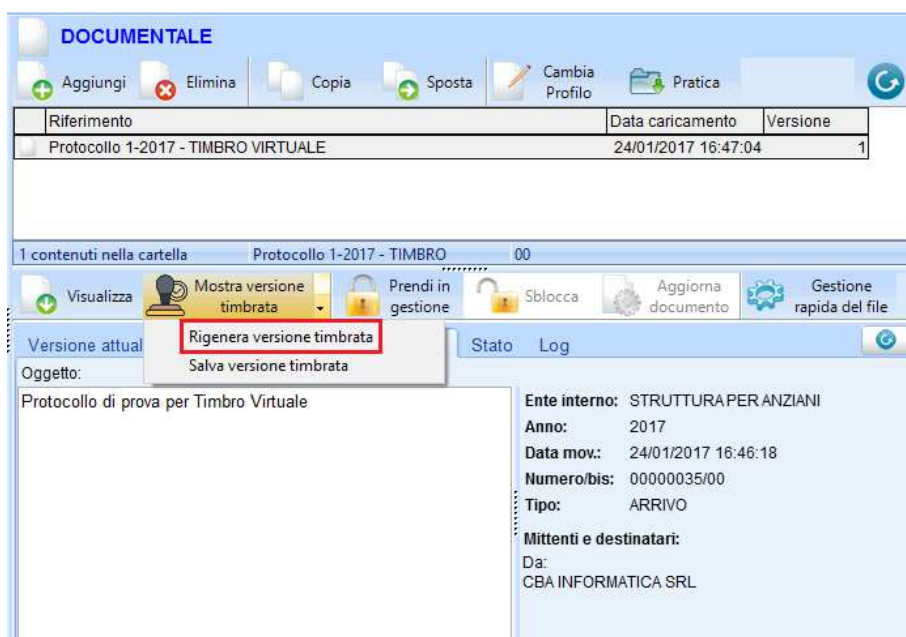 DOCUMENTALE
Aggiungi Elimina Copia Sposta Cambia Profilo Pratica
Riferimento Data caricamento Versione
Protocollo 1-2017 - TIMBRO VIRTUALE 24/01/2017 16:47:04 1
1 contenuti nella cartella Protocollo 1-2017 - TIMBRO 00
Visualizza Mostra versione timbrata Prendi in gestione Sblocca Aggiorna documento Gestione rapida del file
Rigenera versione timbrata
Salva versione timbrata
Versione attual Stato Log
Oggetto:
Protocollo di prova per Timbro Virtuale
Ente interno: STRUTTURA PER ANZIANI
Anno: 2017
Data mov.: 24/01/2017 16:46:18
Numero/bis: 00000035/00
Tipo: ARRIVO
Mittenti e destinatari:
Da:
CBA INFORMATICA SRL